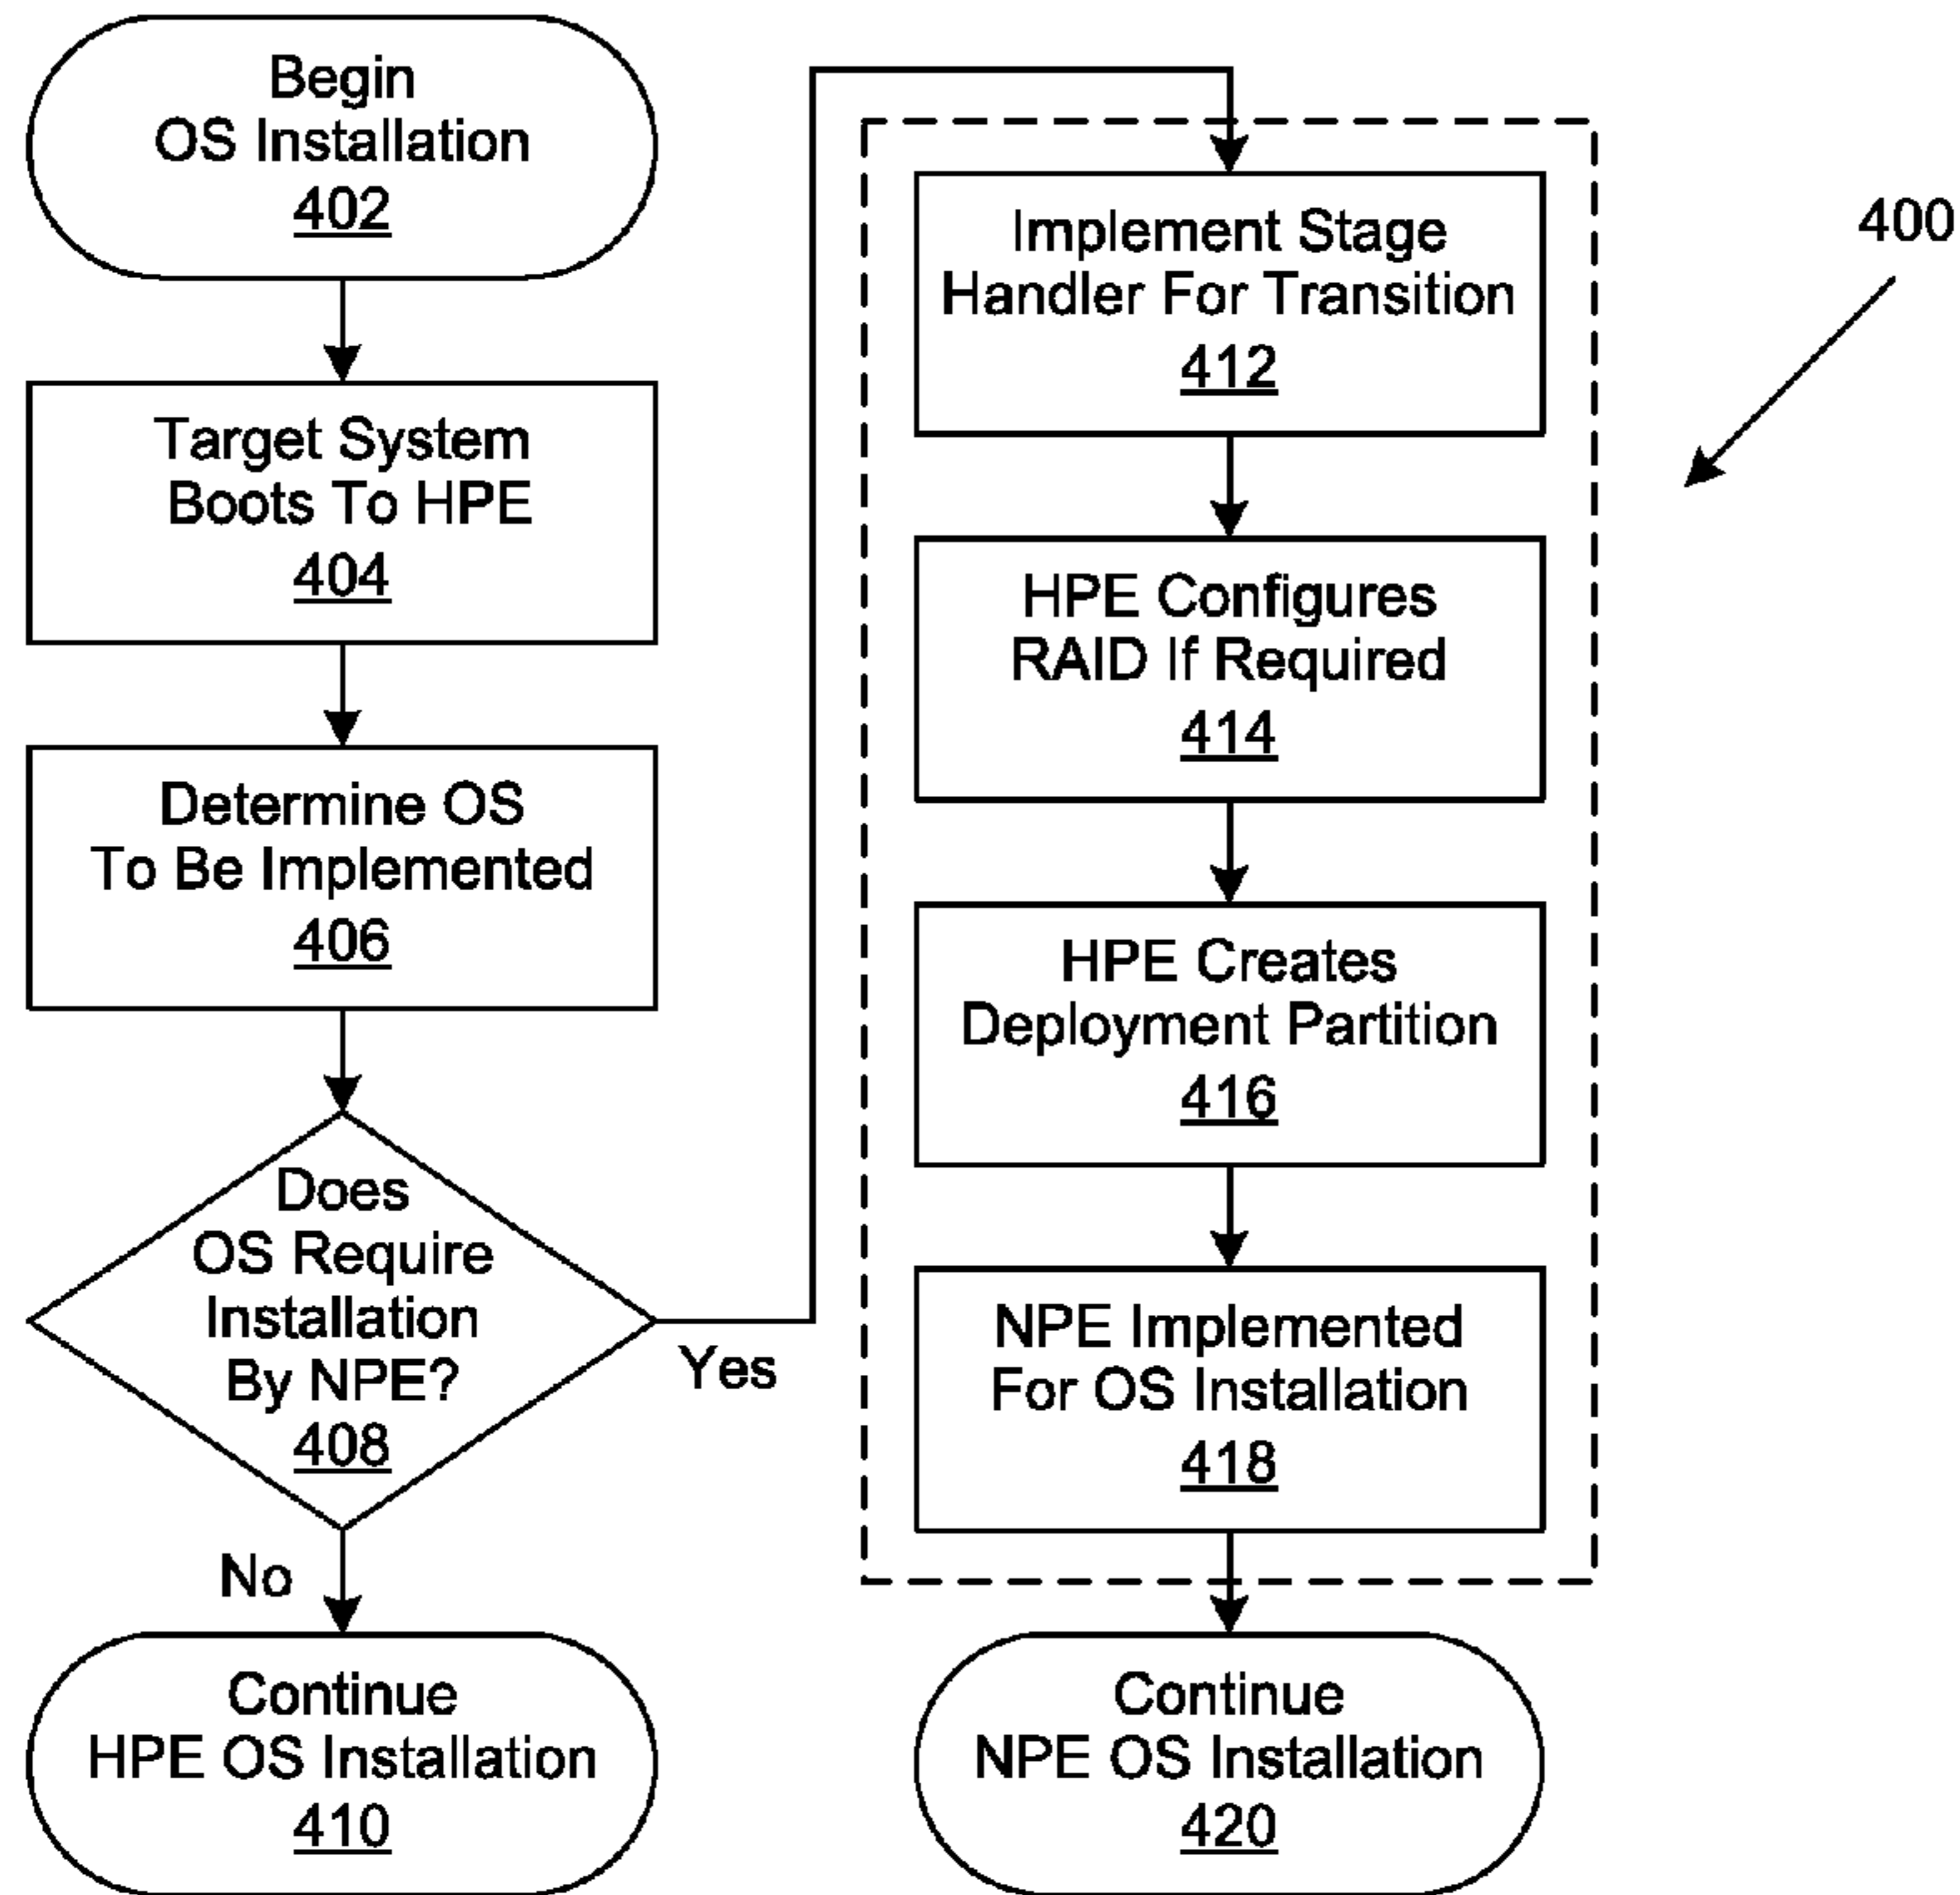 Begin
OS Installation
402
Target System
Boots To HPE
404
Determine OS
To Be Implemented
406
Does
OS Require
Installation
By NPE?
408
Yes
No
Continue
HPE OS Installation
410
Implement Stage
Handler For Transition
412
HPE Configures
RAID If Required
414
HPE Creates
Deployment Partition
416
NPE Implemented
For OS Installation
418
Continue
NPE OS Installation
420
400